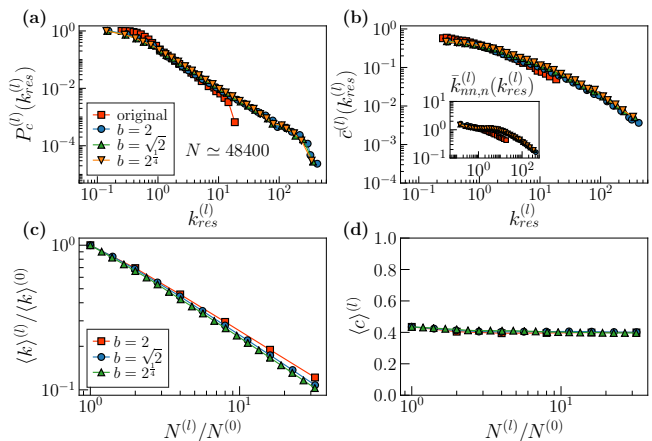 (a)
10^0
10^{-2}
10^{-4}
P_c^{(l)}(k_{res}^{(l)})
original
b = 2
b = √2
b = 2^{1/4}
N ≃ 48400
10^{-1} 10^0 10^1 10^2
k_{res}^{(l)}
(b)
10^0
10^{-1}
10^{-2}
10^{-3}
10^{-4}
c̄^{(l)}(k_{res}^{(l)})
k̄_{nn,n}^{(l)}(k_{res}^{(l)})
10^1
10^0
10^{-1}
10^0 10^2
10^{-1} 10^0 10^1 10^2
k_{res}^{(l)}
(c)
10^0
10^{-1}
⟨k⟩^{(l)}/⟨k⟩^{(0)}
b = 2
b = √2
b = 2^{1/4}
10^0 10^1
N^{(l)}/N^{(0)}
(d)
1.0
0.8
0.6
0.4
0.2
0.0
⟨c⟩^{(l)}
10^0 10^1
N^{(l)}/N^{(0)}